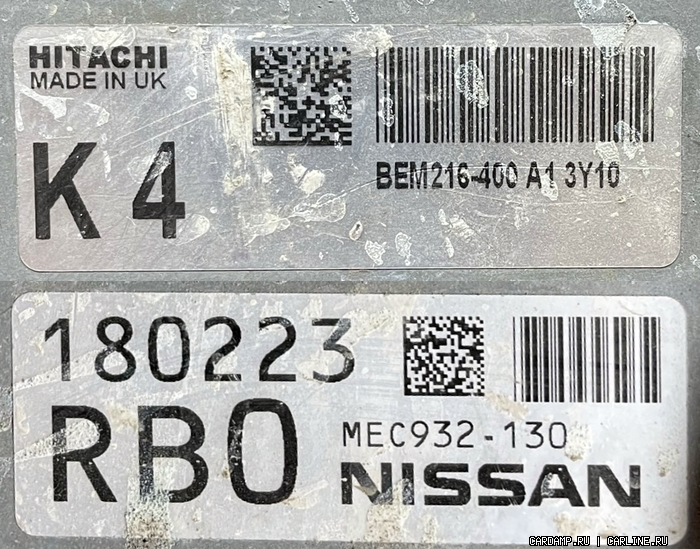 HITACHI
MADE IN UK
K 4
BEM216-400 A1 3Y10
180223
RB0
MEC932-130
NISSAN
CARDAMP.RU | CARLINE.RU